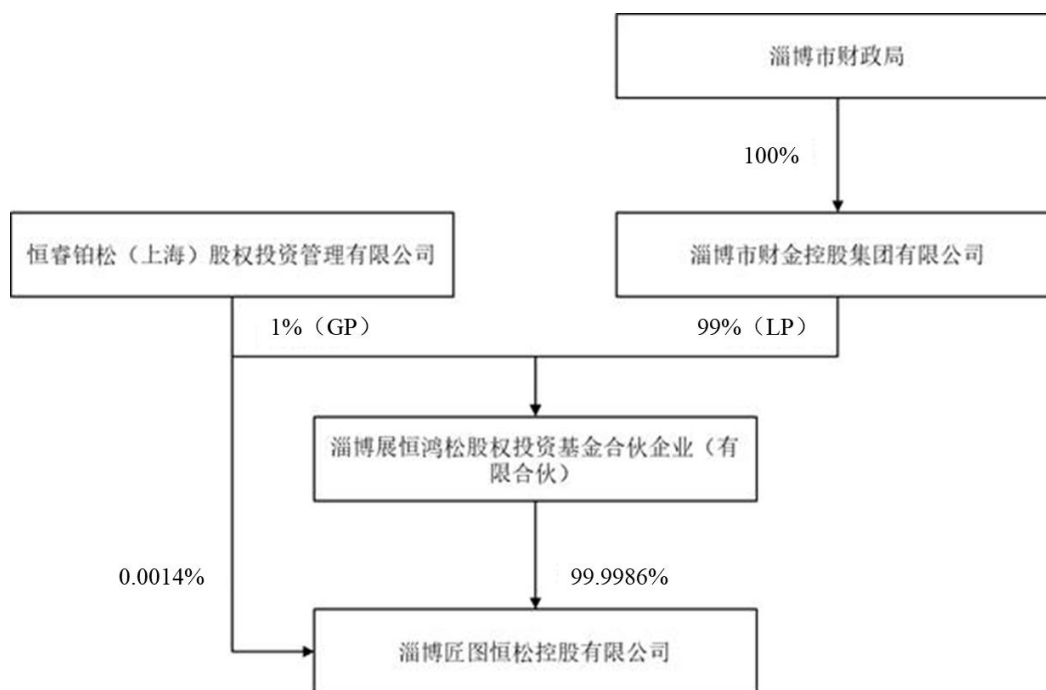 淄博市财政局
100%
恒睿铂松（上海）股权投资管理有限公司
淄博市财金控股集团有限公司
1%（GP）
99%（LP）
淄博展恒鸿松股权投资基金合伙企业（有
限合伙）
0.0014%
99.9986%
淄博匠图恒松控股有限公司